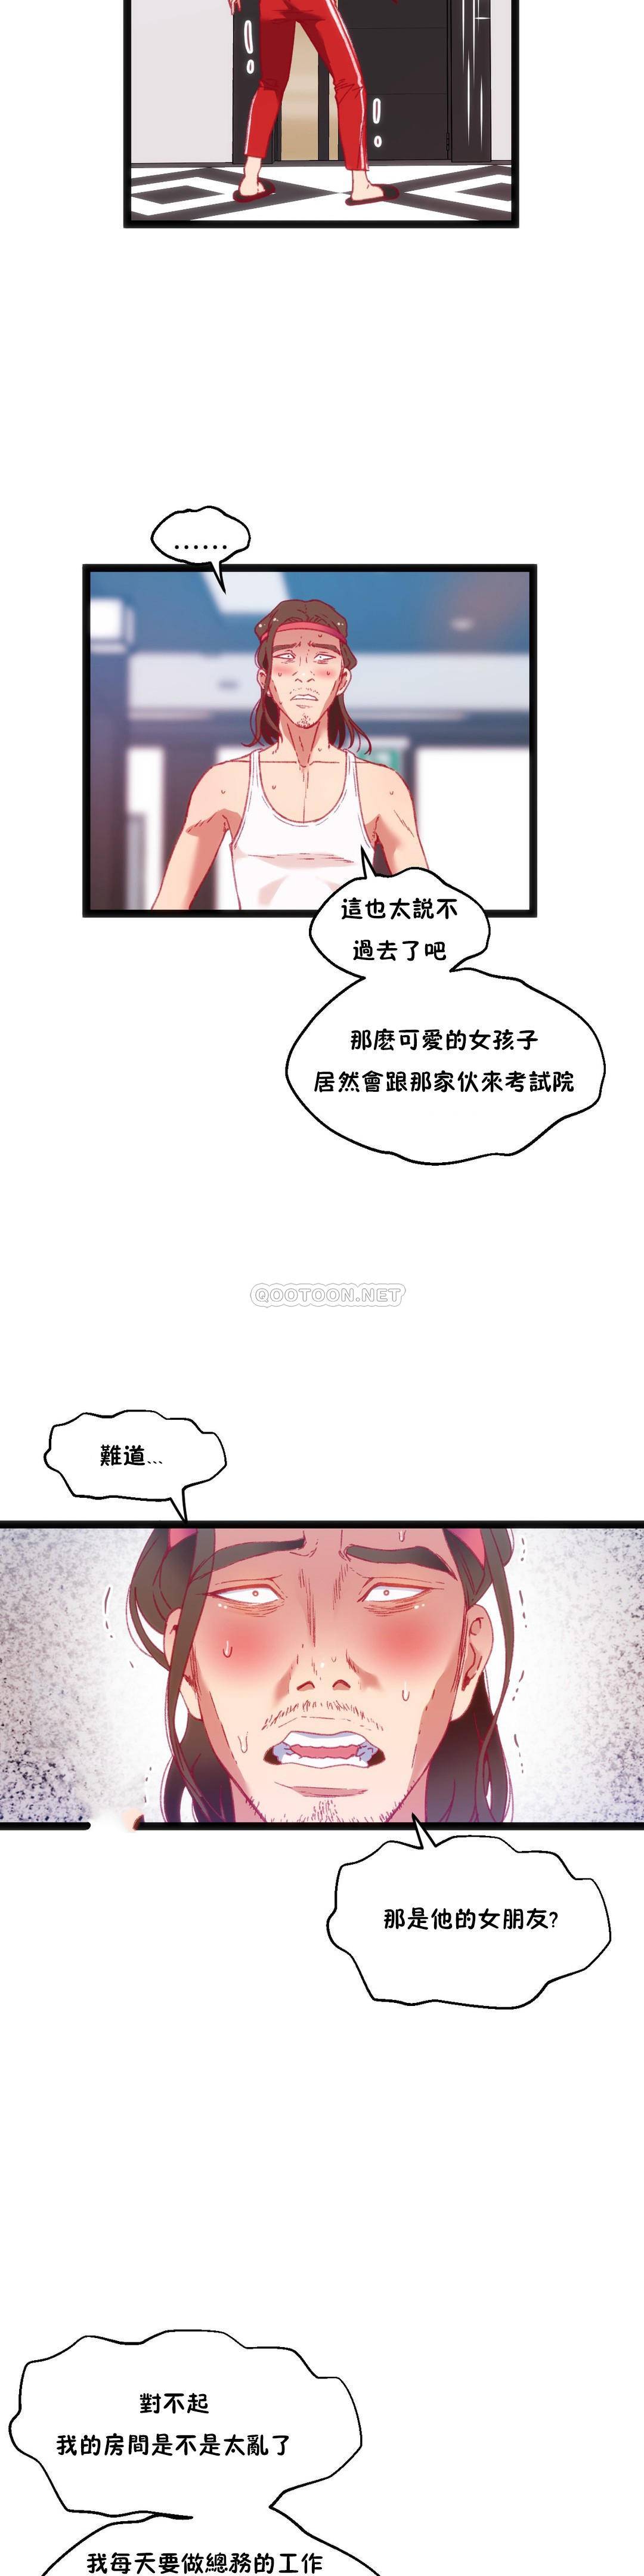 ......
這也太說不
過去了吧
那麽可愛的女孩子
居然會跟那家伙來考試院
QOOTOON.NET
難道...
那是他的女朋友?
對不起
我的房間是不是太亂了
我每天要做總務的工作